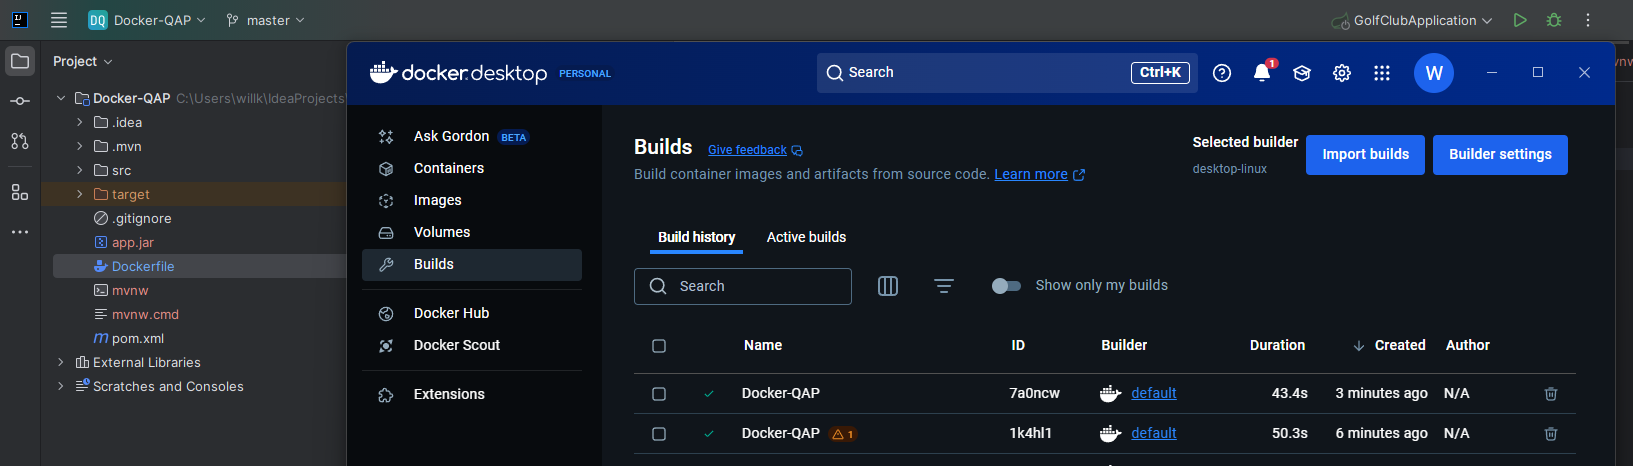 DQ Docker-QAP master GolfClubApplication
Project
Docker-QAP C:\Users\willk\IdeaProjects\
.idea
.mvn
src
target
.gitignore
app.jar
Dockerfile
mvnw
mvnw.cmd
pom.xml
External Libraries
Scratches and Consoles
docker.desktop PERSONAL Search Ctrl+K 1 W
Ask Gordon BETA
Containers
Images
Volumes
Builds
Docker Hub
Docker Scout
Extensions
Builds Give feedback
Build container images and artifacts from source code. Learn more
Selected builder
desktop-linux
Import builds Builder settings
Build history Active builds
Search Show only my builds
Name ID Builder Duration Created Author
Docker-QAP 7a0ncw default 43.4s 3 minutes ago N/A
Docker-QAP 1 1k4hl1 default 50.3s 6 minutes ago N/A